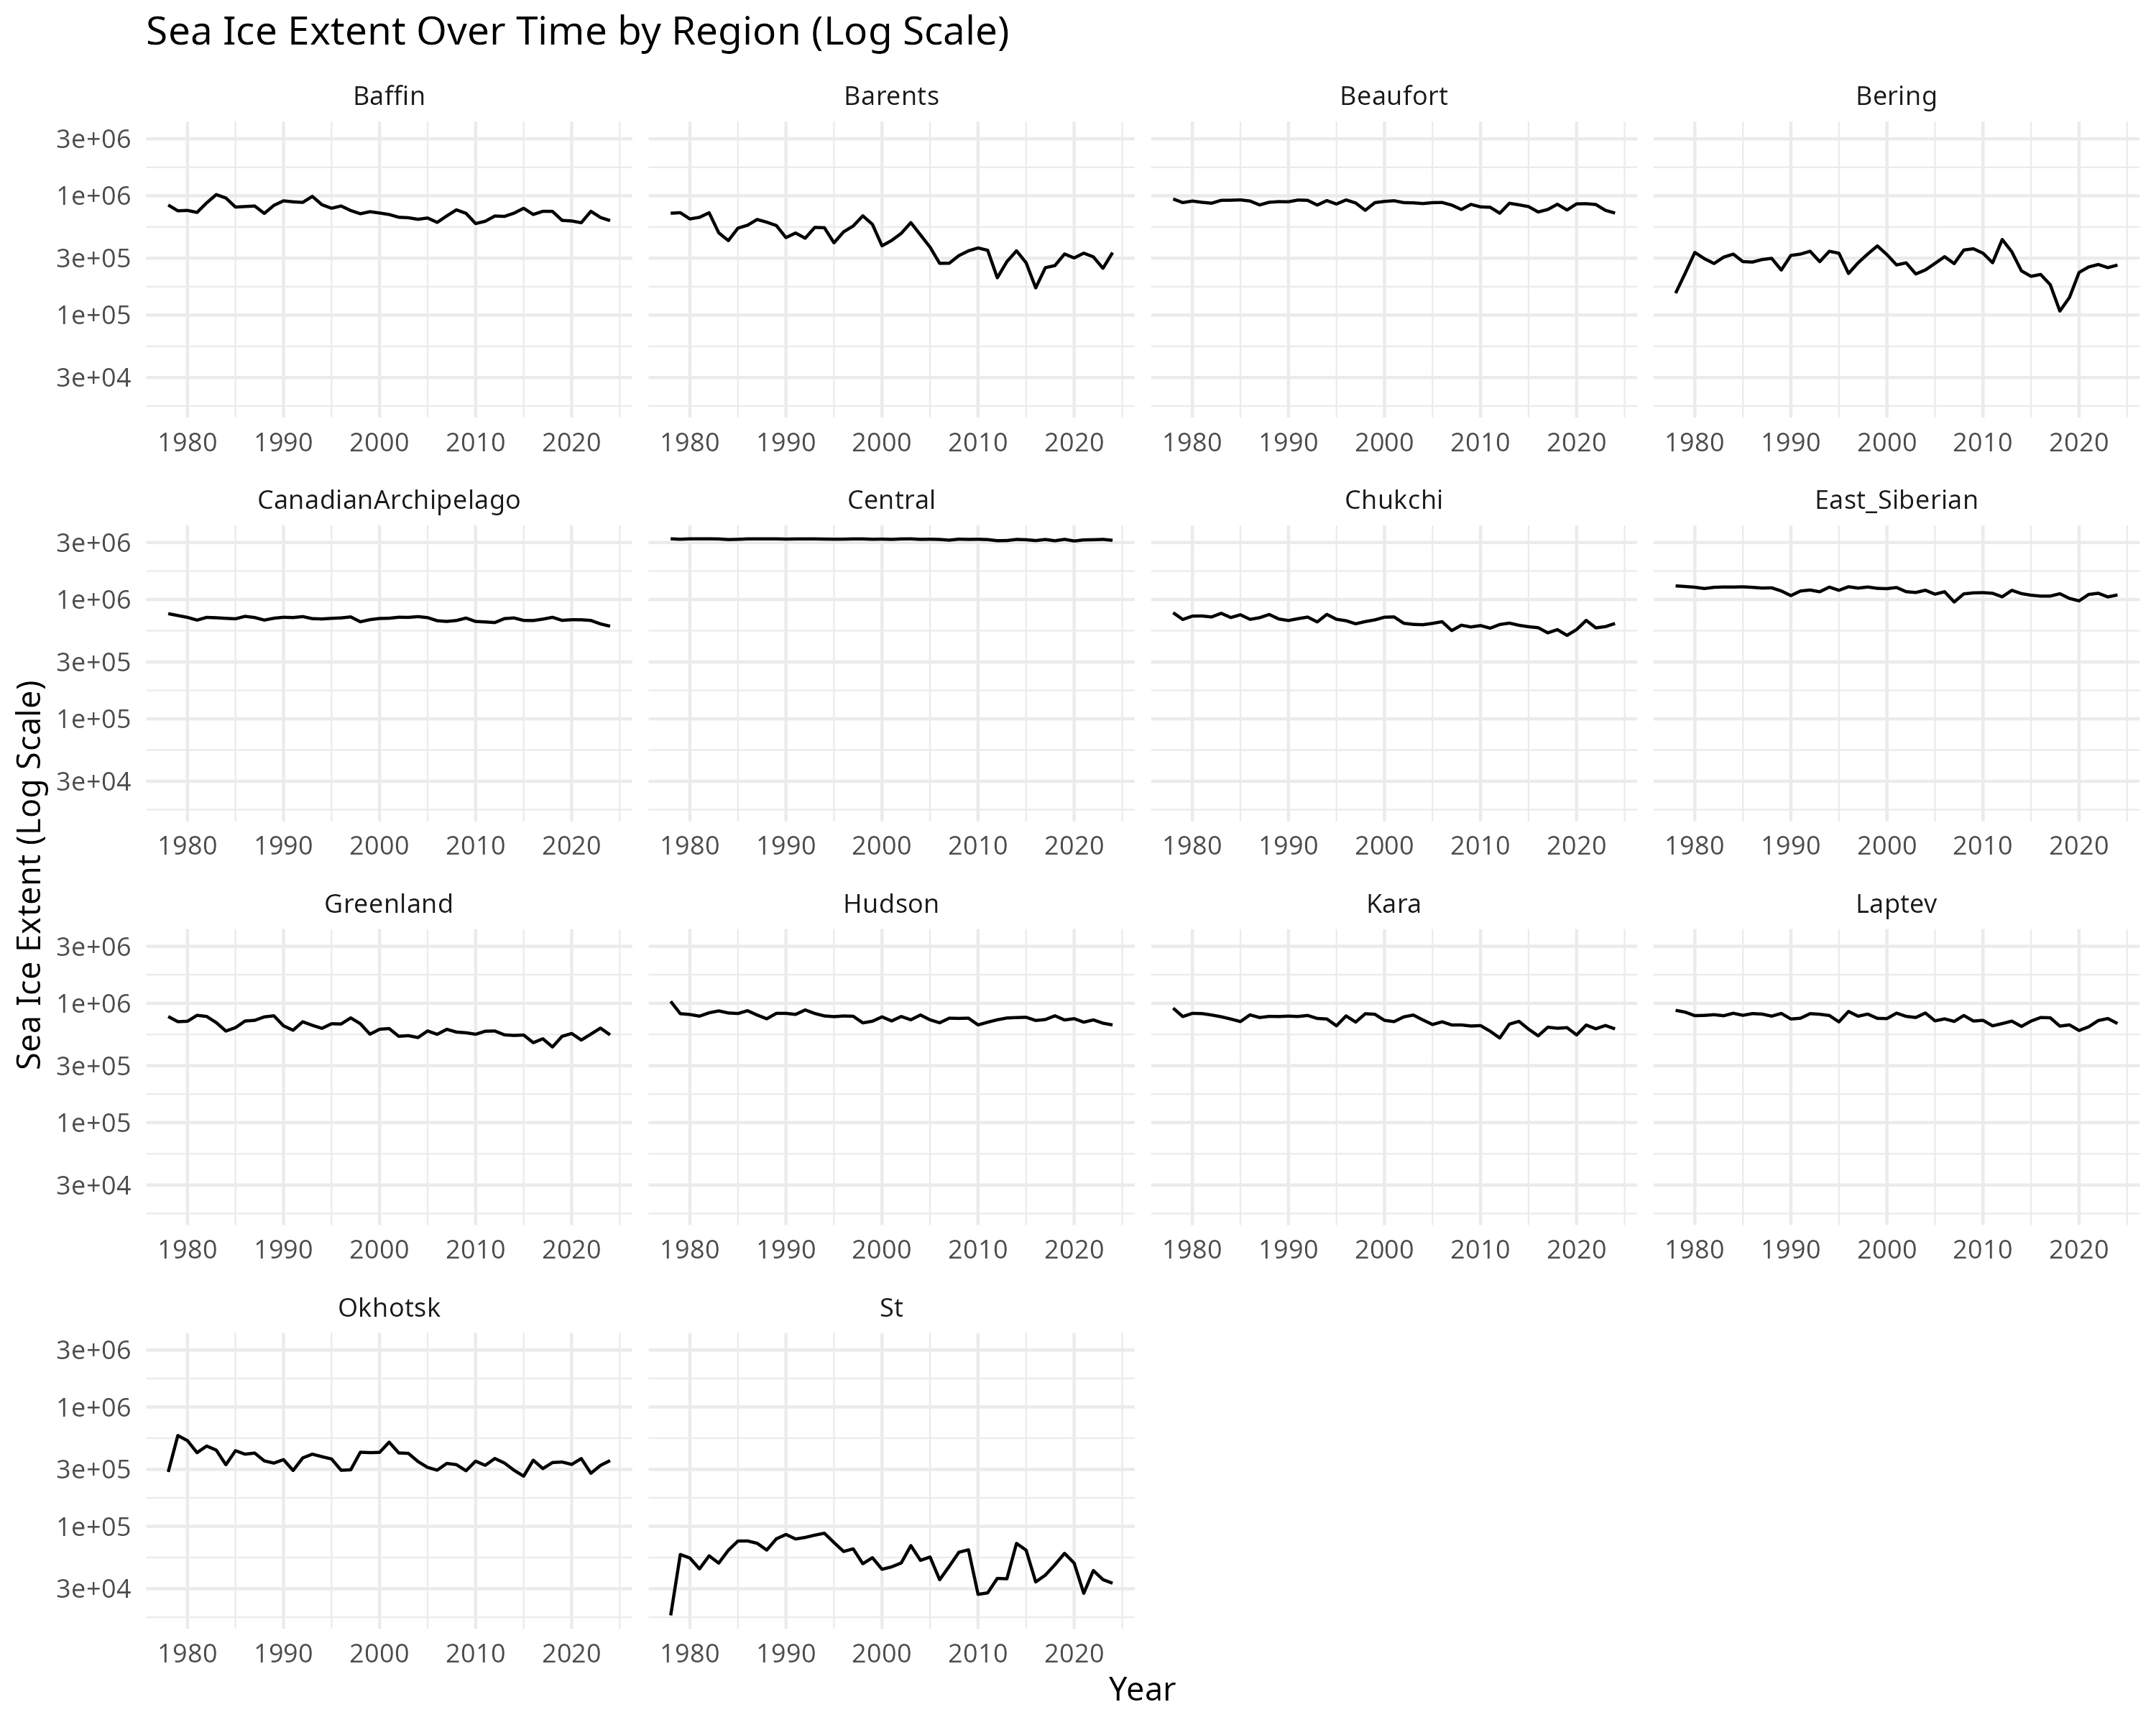 Sea Ice Extent Over Time by Region (Log Scale)
Baffin Barents Beaufort Bering
3e+06
1e+06
3e+05
1e+05
3e+04
1980 1990 2000 2010 2020 1980 1990 2000 2010 2020 1980 1990 2000 2010 2020 1980 1990 2000 2010 2020
CanadianArchipelago Central Chukchi East_Siberian
3e+06
1e+06
3e+05
1e+05
3e+04
1980 1990 2000 2010 2020 1980 1990 2000 2010 2020 1980 1990 2000 2010 2020 1980 1990 2000 2010 2020
Sea Ice Extent (Log Scale)
Greenland Hudson Kara Laptev
3e+06
1e+06
3e+05
1e+05
3e+04
1980 1990 2000 2010 2020 1980 1990 2000 2010 2020 1980 1990 2000 2010 2020 1980 1990 2000 2010 2020
Okhotsk St
3e+06
1e+06
3e+05
1e+05
3e+04
1980 1990 2000 2010 2020 1980 1990 2000 2010 2020
Year